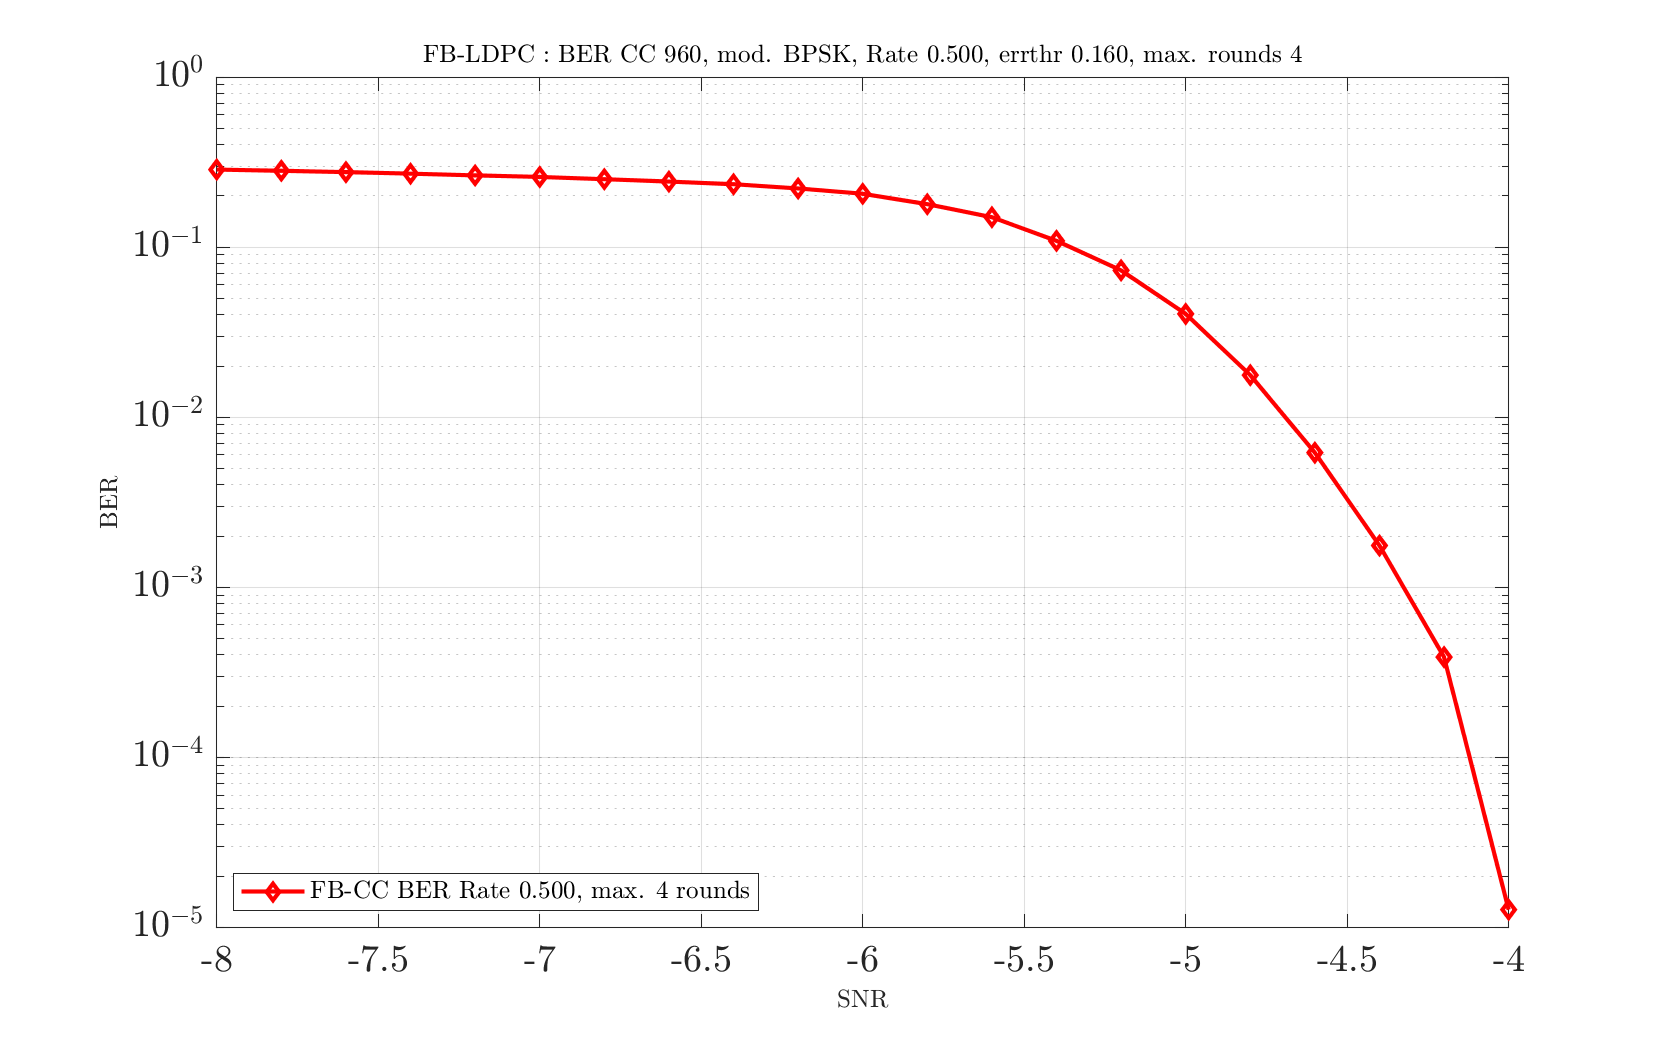 FB-LDPC : BER CC 960, mod. BPSK, Rate 0.500, errthr 0.160, max. rounds 4
10^0
10^-1
10^-2
10^-3
10^-4
10^-5
BER
FB-CC BER Rate 0.500, max. 4 rounds
-8 -7.5 -7 -6.5 -6 -5.5 -5 -4.5 -4
SNR